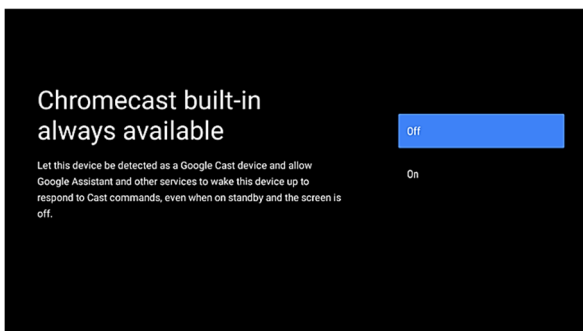 Chromecast built-in
always available
Let this device be detected as a Google Cast device and allow
Google Assistant and other services to wake this device up to
respond to Cast commands, even when on standby and the screen is
off.
Off
On